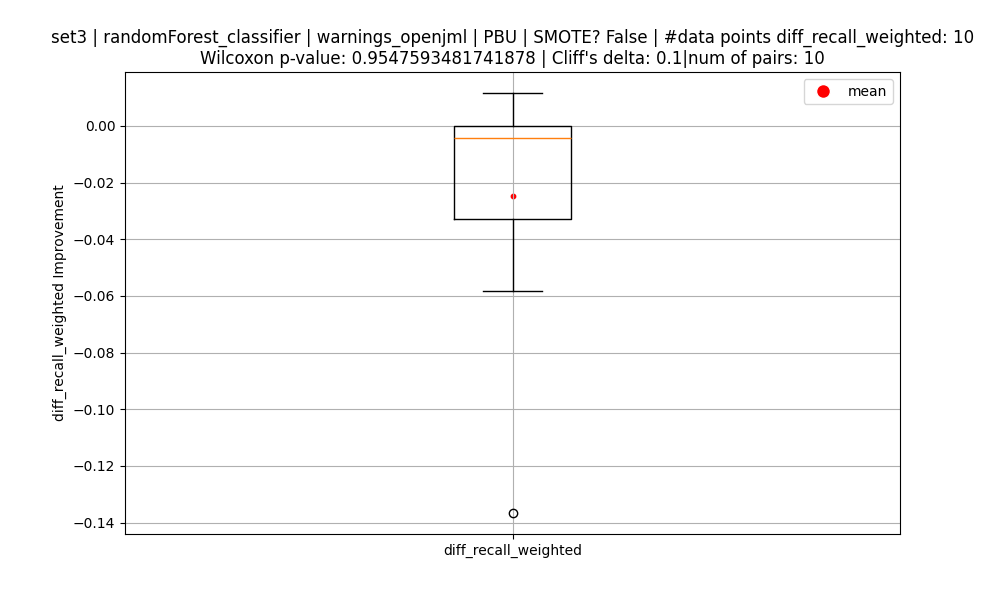 set3 | randomForest_classifier | warnings_openjml | PBU | SMOTE? False | #data points diff_recall_weighted: 10
Wilcoxon p-value: 0.9547593481741878 | Cliff's delta: 0.1|num of pairs: 10
mean
0.00
−0.02
−0.04
−0.06
−0.08
−0.10
−0.12
−0.14
diff_recall_weighted Improvement
diff_recall_weighted